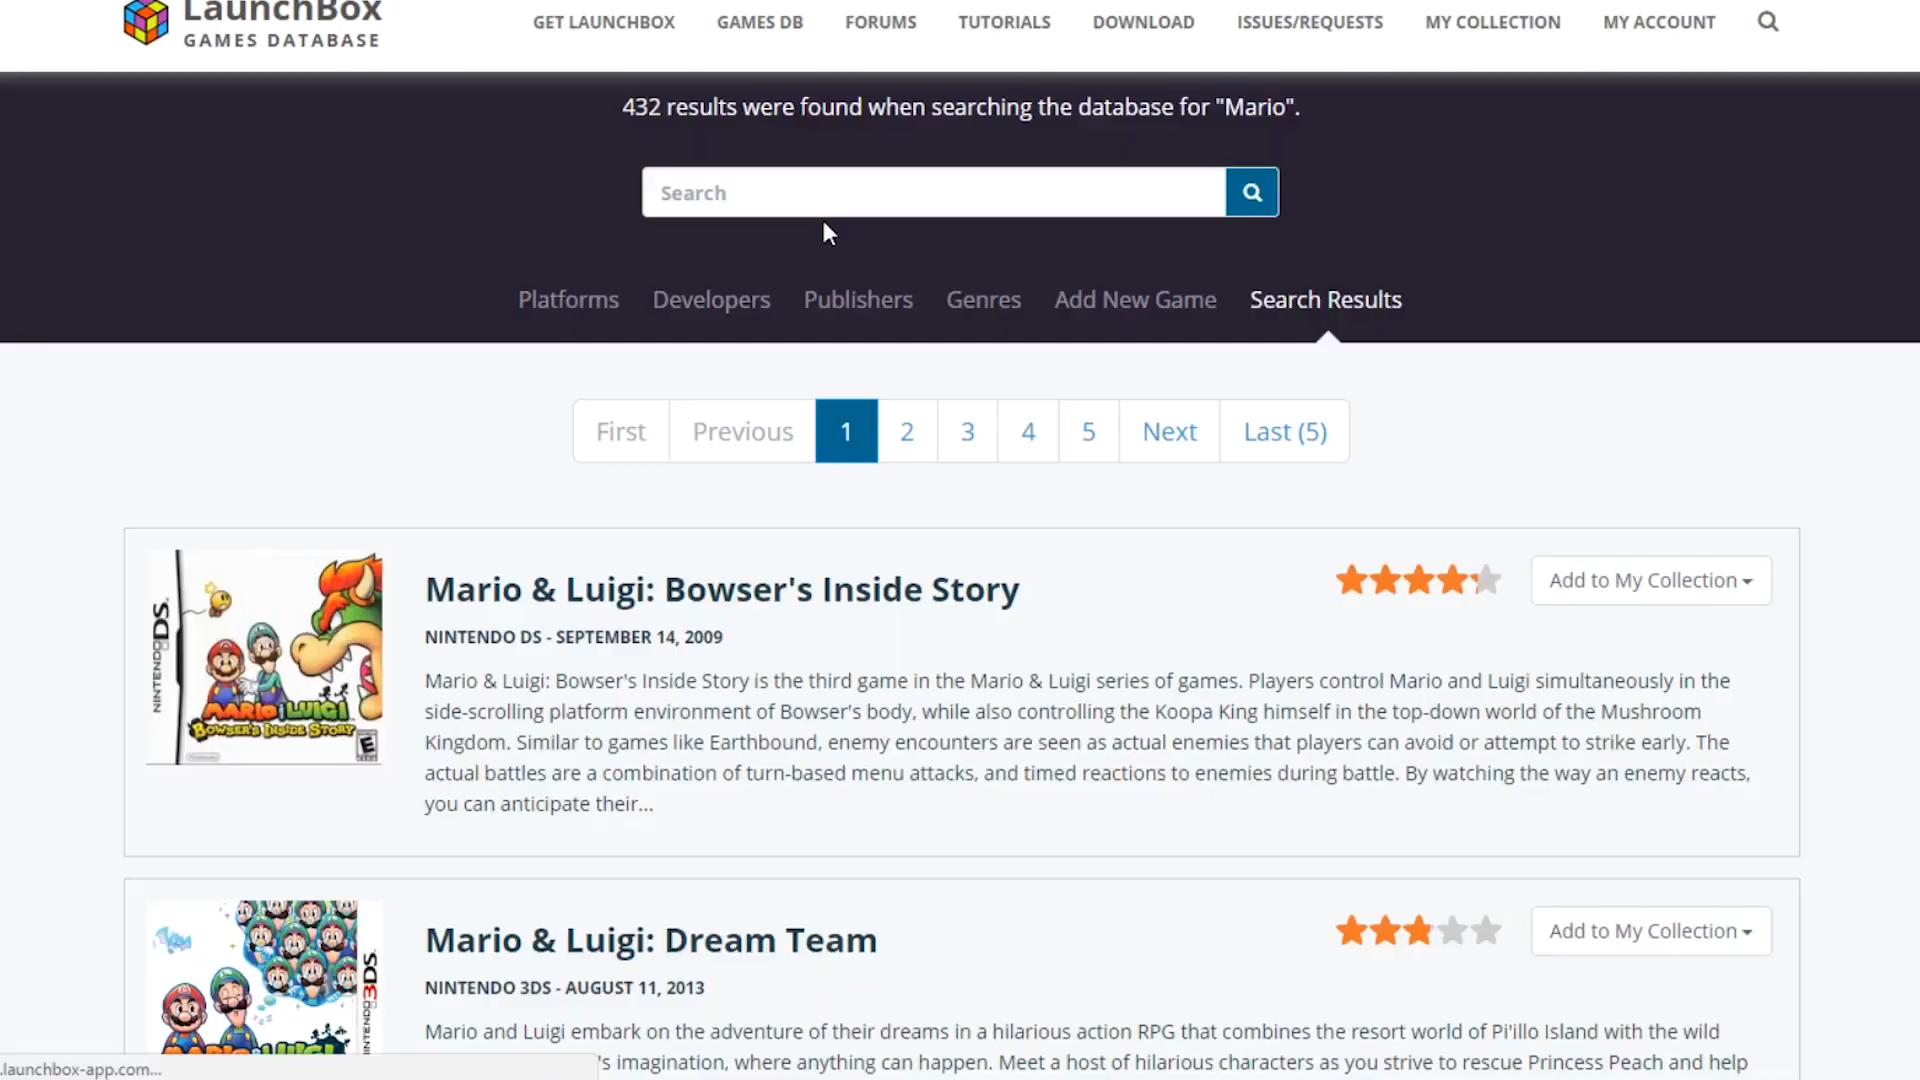 LaunchBox
GAMES DATABASE
GET LAUNCHBOX GAMES DB FORUMS TUTORIALS DOWNLOAD ISSUES/REQUESTS MY COLLECTION MY ACCOUNT
432 results were found when searching the database for "Mario".
Search
Platforms Developers Publishers Genres Add New Game Search Results
First Previous 1 2 3 4 5 Next Last (5)
NINTENDO DS
MARIO & LUIGI
BOWSER'S INSIDE STORY
E
Mario & Luigi: Bowser's Inside Story
Add to My Collection
NINTENDO DS - SEPTEMBER 14, 2009
Mario & Luigi: Bowser's Inside Story is the third game in the Mario & Luigi series of games. Players control Mario and Luigi simultaneously in the
side-scrolling platform environment of Bowser's body, while also controlling the Koopa King himself in the top-down world of the Mushroom
Kingdom. Similar to games like Earthbound, enemy encounters are seen as actual enemies that players can avoid or attempt to strike early. The
actual battles are a combination of turn-based menu attacks, and timed reactions to enemies during battle. By watching the way an enemy reacts,
you can anticipate their...
NINTENDO 3DS
Mario & Luigi: Dream Team
Add to My Collection
NINTENDO 3DS - AUGUST 11, 2013
Mario and Luigi embark on the adventure of their dreams in a hilarious action RPG that combines the resort world of Pi'illo Island with the wild
's imagination, where anything can happen. Meet a host of hilarious characters as you strive to rescue Princess Peach and help
.launchbox-app.com...